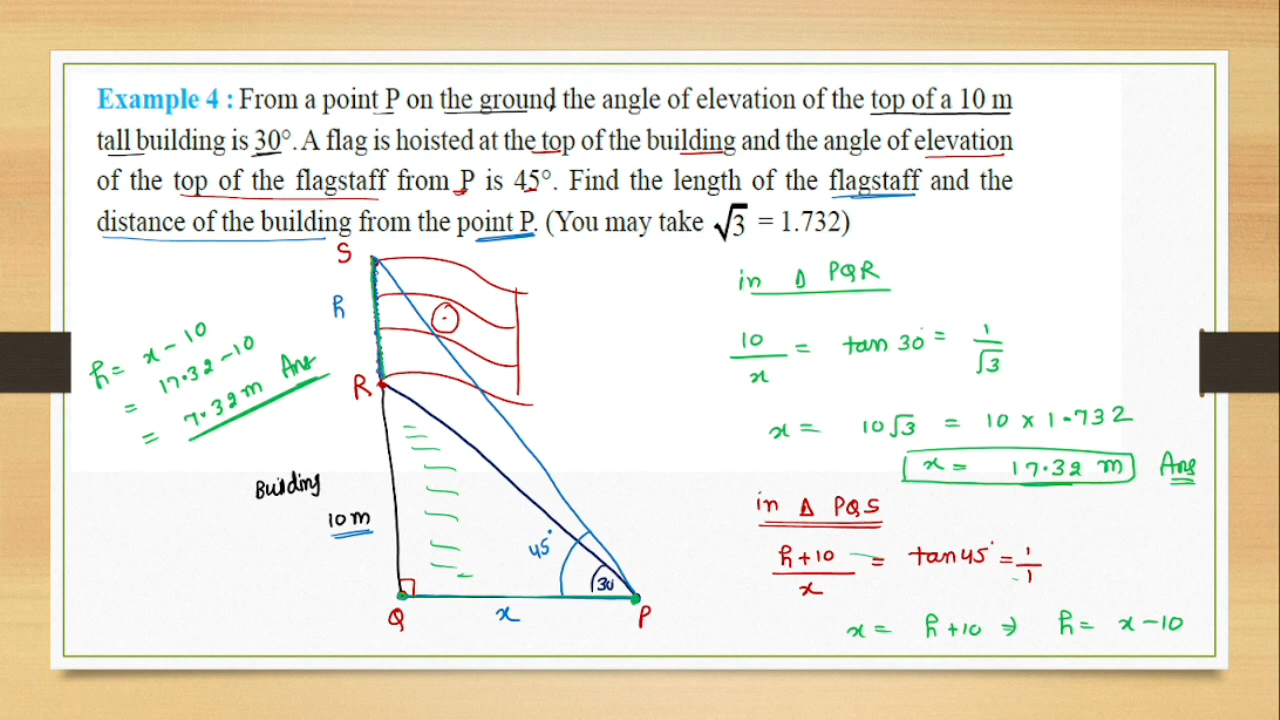 Example 4 : From a point P on the ground the angle of elevation of the top of a 10 m
tall building is 30°. A flag is hoisted at the top of the building and the angle of elevation
of the top of the flagstaff from P is 45°. Find the length of the flagstaff and the
distance of the building from the point P. (You may take √3 = 1.732)
S
h
R
Building
10 m
45°
30
Q
x
P
h = x - 10
= 17.32 - 10
= 7.32 m Ans
in Δ PQR
10/x = tan 30° = 1/√3
x = 10√3 = 10 × 1.732
x = 17.32 m Ans
in Δ PQS
h+10/x = tan 45° = 1/1
x = h+10 ⇒ h = x - 10